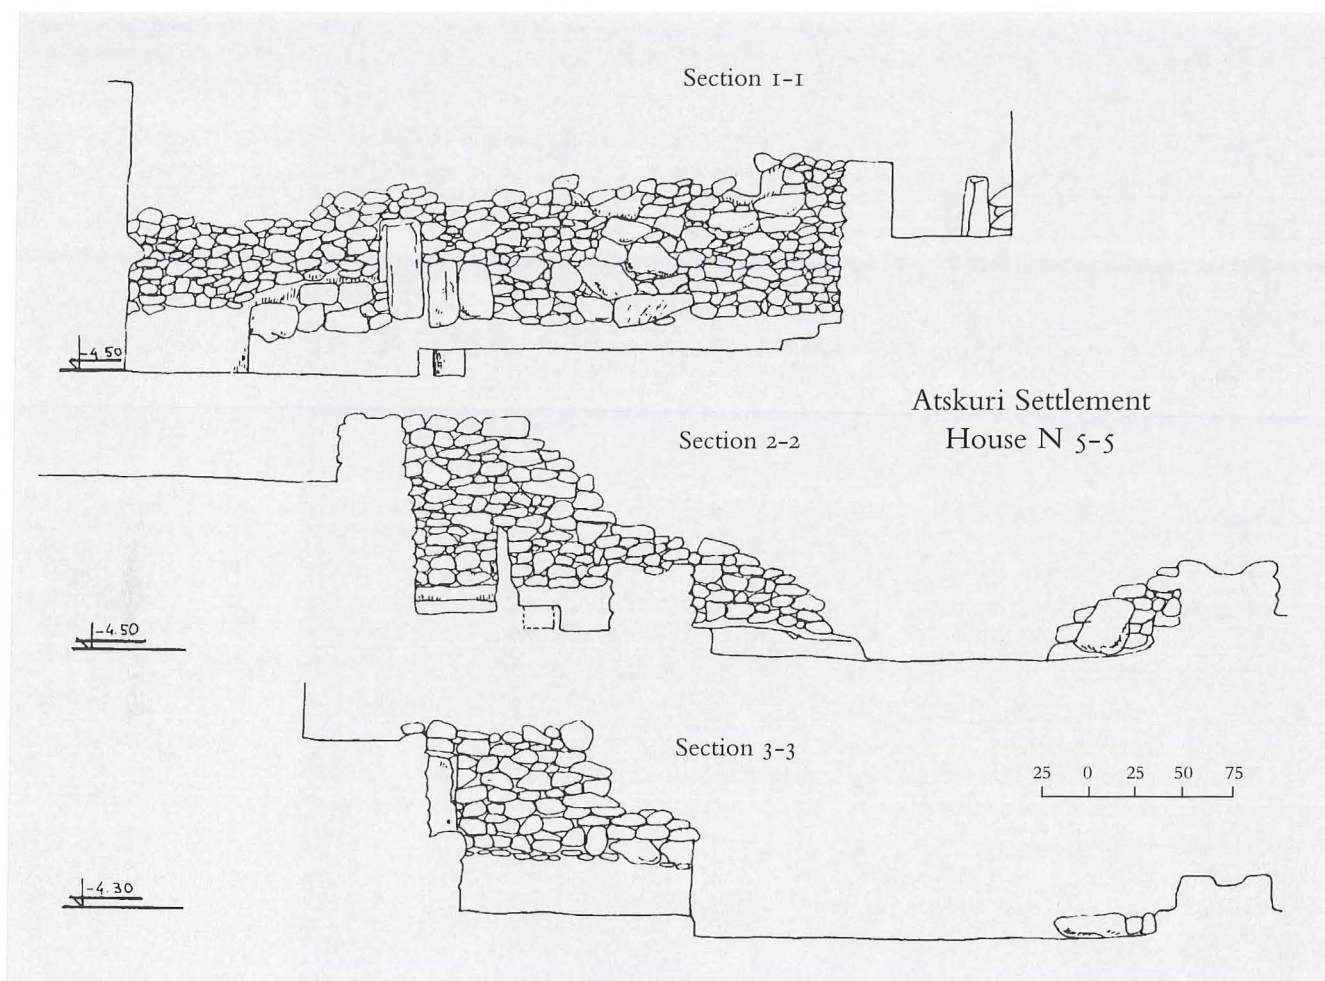 Section 1-1
-4.50
Atskuri Settlement
House N 5-5
Section 2-2
-4.50
Section 3-3
25 0 25 50 75
-4.30